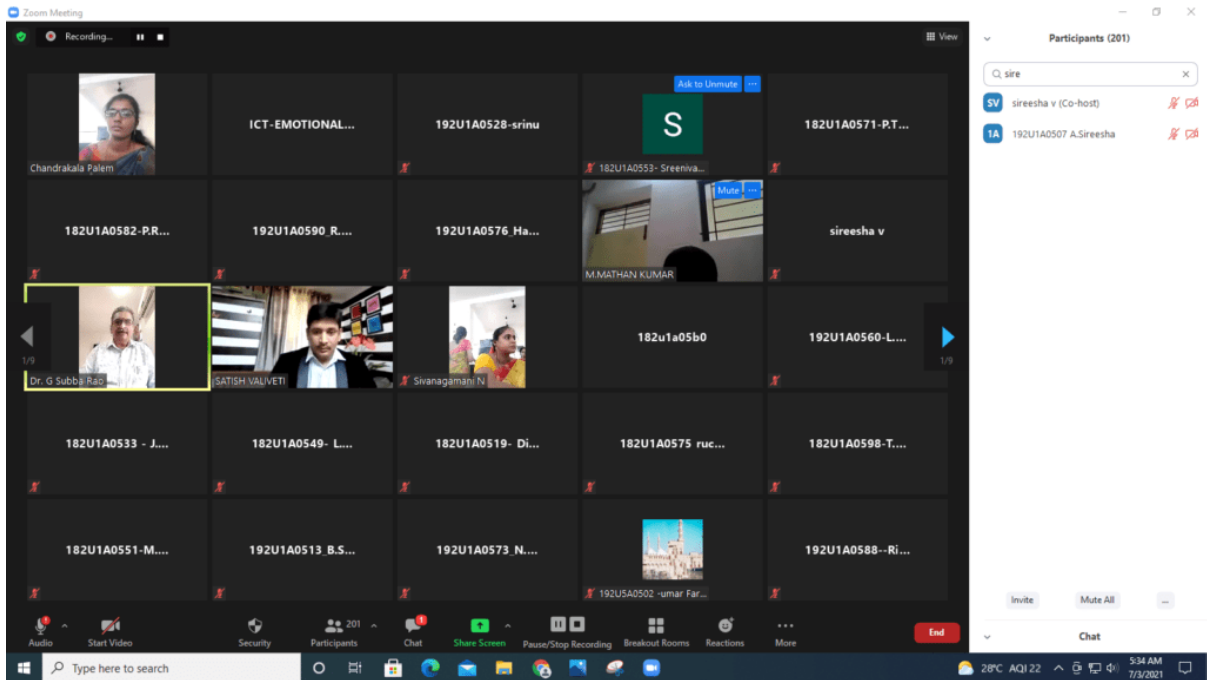 Zoom Meeting
Recording...
View
Participants (201)
sire
SV sireesha v (Co-host)
1A 192U1A0507 A.Sireesha
Chandrakala Palem
ICT-EMOTIONAL...
192U1A0528-srinu
Ask to Unmute ...
S
182U1A0553- Sreeniva...
182U1A0571-P.T...
182U1A0582-P.R...
192U1A0590_R....
192U1A0576_Ha...
Mute ...
M.MATHAN KUMAR
sireesha v
1/9
Dr. G Subba Rao
SATISH VALIVETI
Sivanagamani N
182u1a05b0
192U1A0560-L....
1/9
182U1A0533 - J....
182U1A0549- L....
182U1A0519- Di...
182U1A0575 ruc...
182U1A0598-T....
182U1A0551-M....
192U1A0513_B.S...
192U1A0573_N....
192U5A0502 -umar Far...
192U1A0588--Ri...
Invite Mute All ...
Audio
Start Video
Security
201
Participants
1
Chat
Share Screen
Pause/Stop Recording
Breakout Rooms
Reactions
More
End
Chat
Type here to search
28°C AQI 22
5:34 AM
7/3/2021